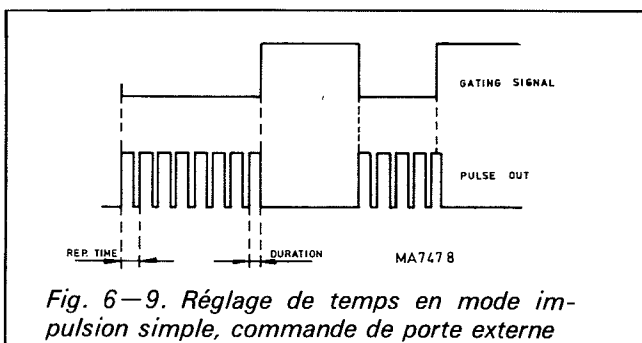 GATING SIGNAL
PULSE OUT
REP. TIME
DURATION
MA7478
Fig. 6—9. Réglage de temps en mode im-
pulsion simple, commande de porte externe